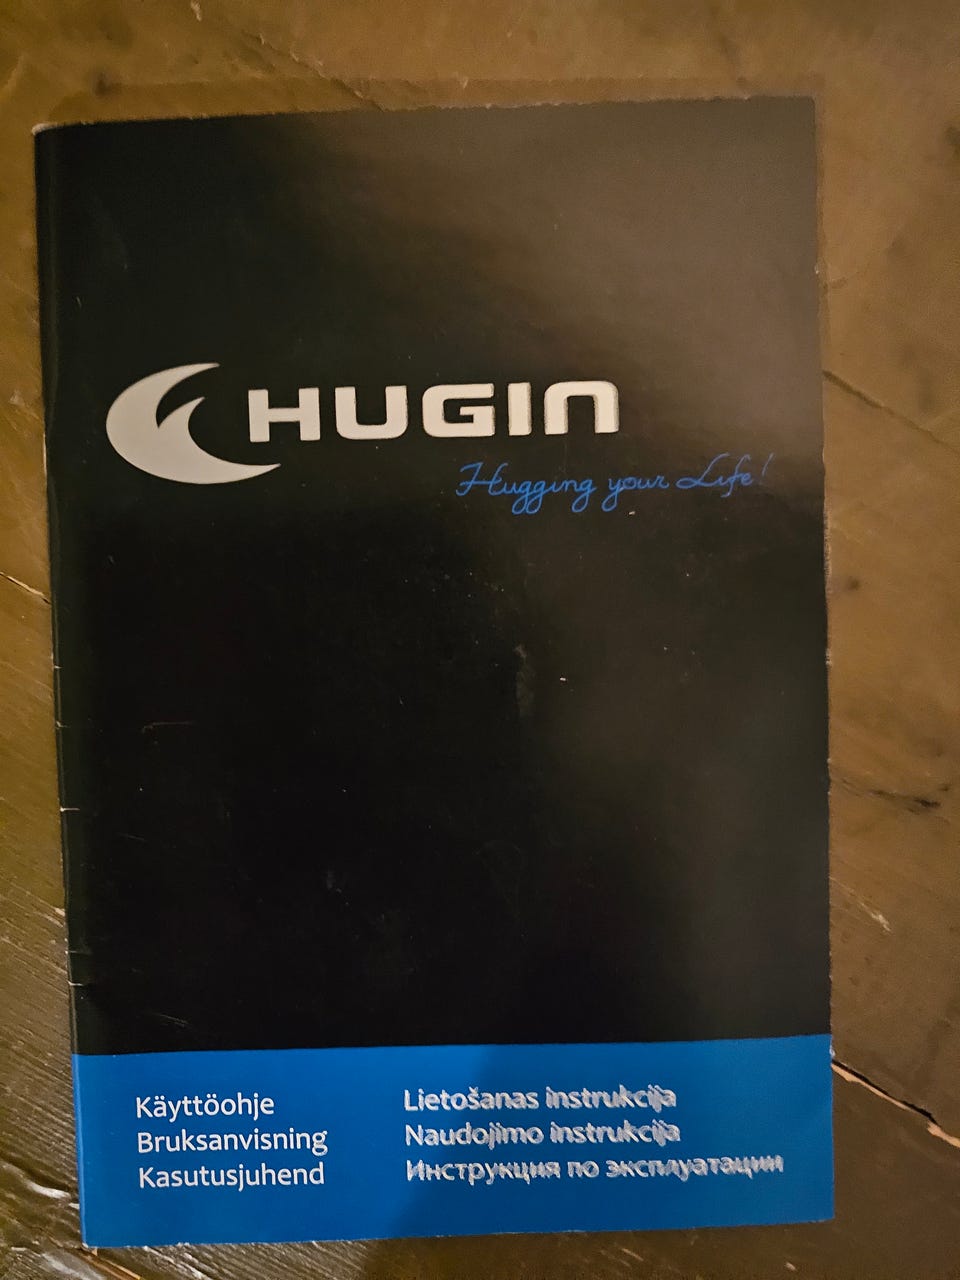 HUGIN
Hugging your Life!
Käyttöohje
Bruksanvisning
Kasutusjuhend
Lietošanas instrukcija
Naudojimo instrukcija
Инструкция по эксплуатации